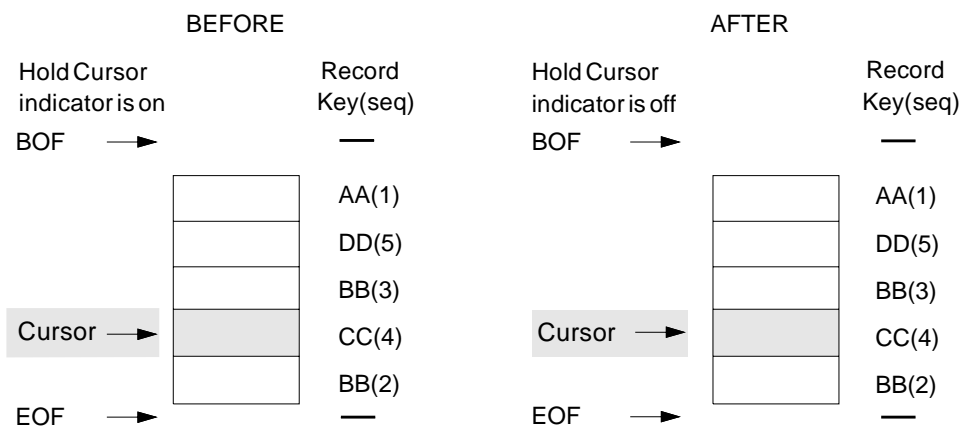 BEFORE
Hold Cursor
indicator is on
Record
Key(seq)
BOF
AA(1)
DD(5)
BB(3)
Cursor
CC(4)
BB(2)
EOF
AFTER
Hold Cursor
indicator is off
Record
Key(seq)
BOF
AA(1)
DD(5)
BB(3)
Cursor
CC(4)
BB(2)
EOF